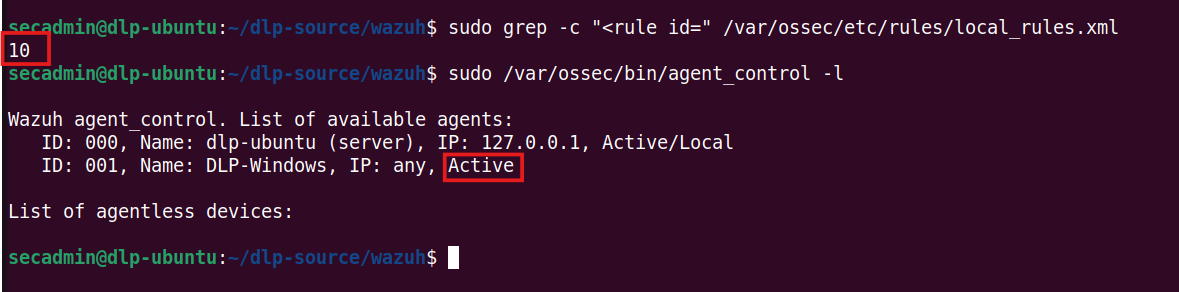 secadmin@dlp-ubuntu:~/dlp-source/wazuh$ sudo grep -c "<rule id=" /var/ossec/etc/rules/local_rules.xml
10
secadmin@dlp-ubuntu:~/dlp-source/wazuh$ sudo /var/ossec/bin/agent_control -l
Wazuh agent_control. List of available agents:
   ID: 000, Name: dlp-ubuntu (server), IP: 127.0.0.1, Active/Local
   ID: 001, Name: DLP-Windows, IP: any, Active
List of agentless devices:
secadmin@dlp-ubuntu:~/dlp-source/wazuh$